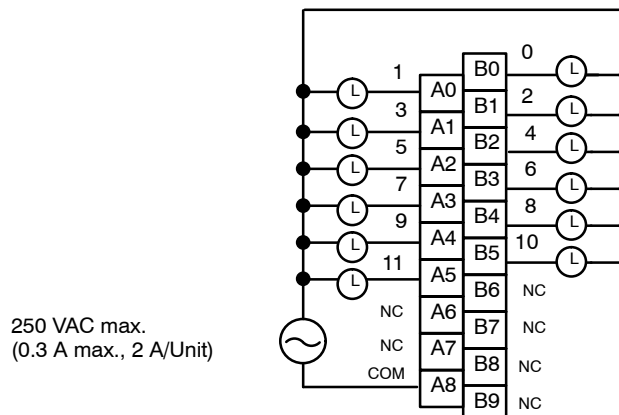 0
B0
L
1
L
A0
2
B1
L
3
L
A1
4
B2
L
5
L
A2
6
B3
L
7
L
A3
8
B4
L
9
L
A4
10
B5
L
11
L
A5
B6
NC
NC
A6
B7
NC
NC
A7
B8
NC
COM
A8
B9
NC
250 VAC max.
(0.3 A max., 2 A/Unit)